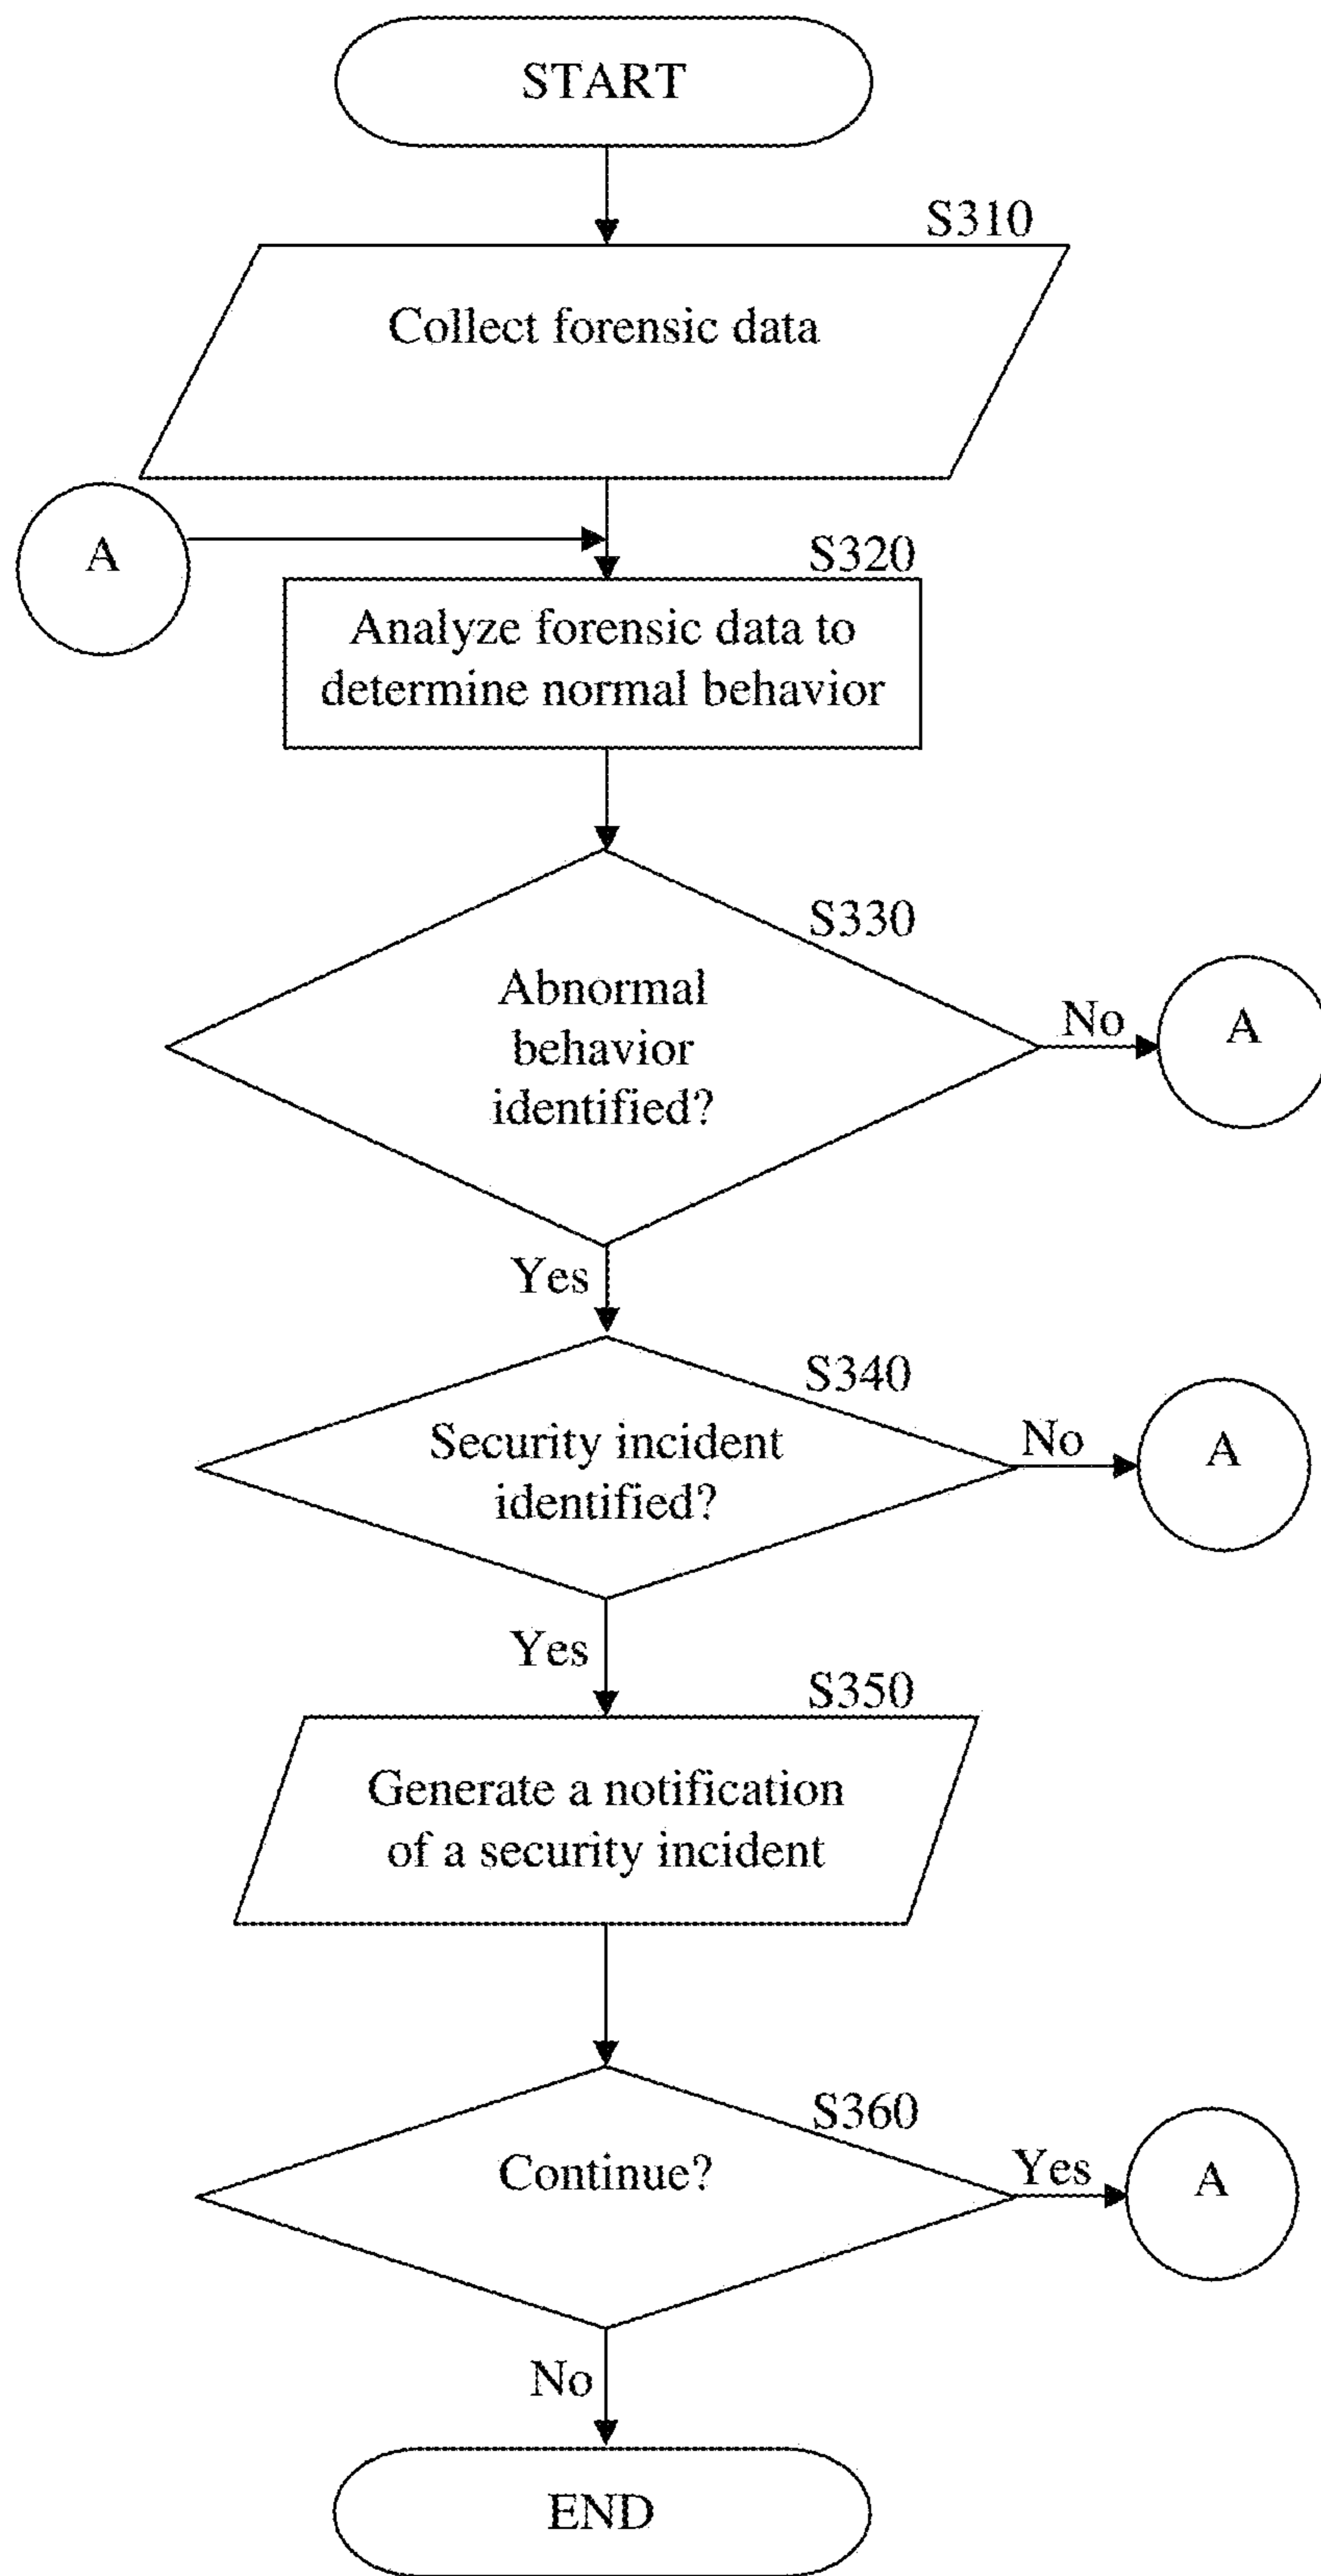 START
S310
Collect forensic data
A
S320
Analyze forensic data to
determine normal behavior
S330
Abnormal
behavior
identified?
No
A
Yes
S340
Security incident
identified?
No
A
Yes
S350
Generate a notification
of a security incident
S360
Continue?
Yes
A
No
END